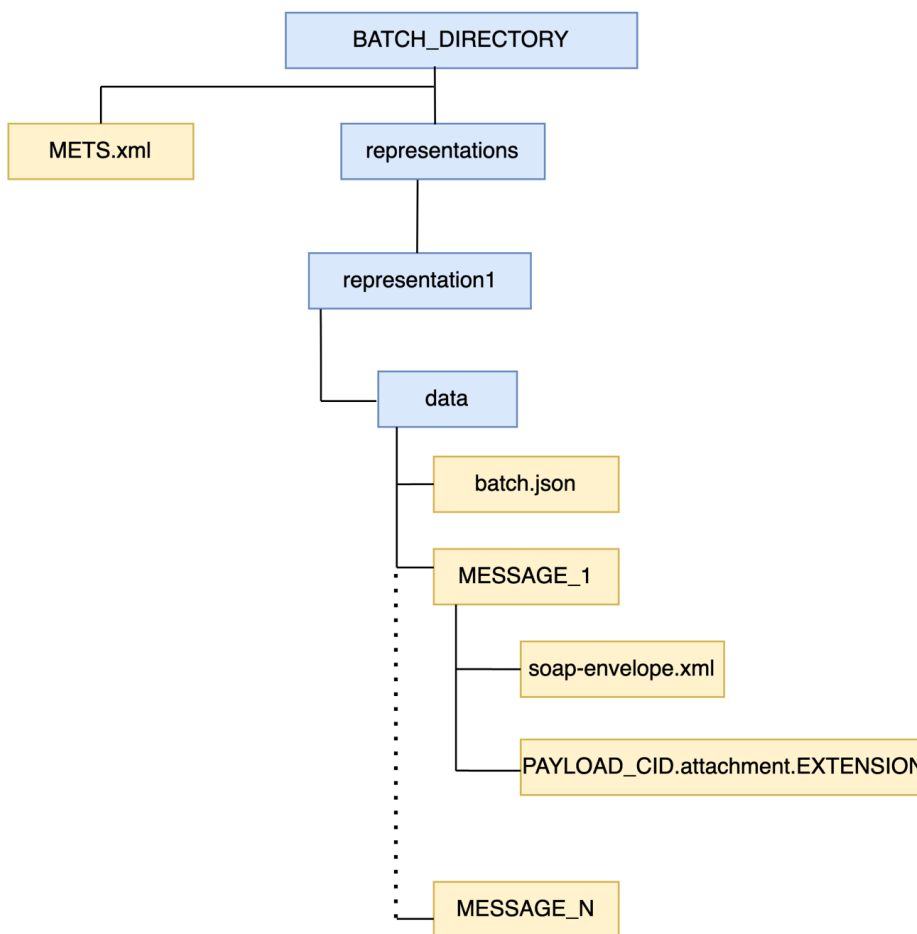 BATCH_DIRECTORY
METS.xml
representations
representation1
data
batch.json
MESSAGE_1
soap-envelope.xml
PAYLOAD_CID.attachment.EXTENSION
MESSAGE_N